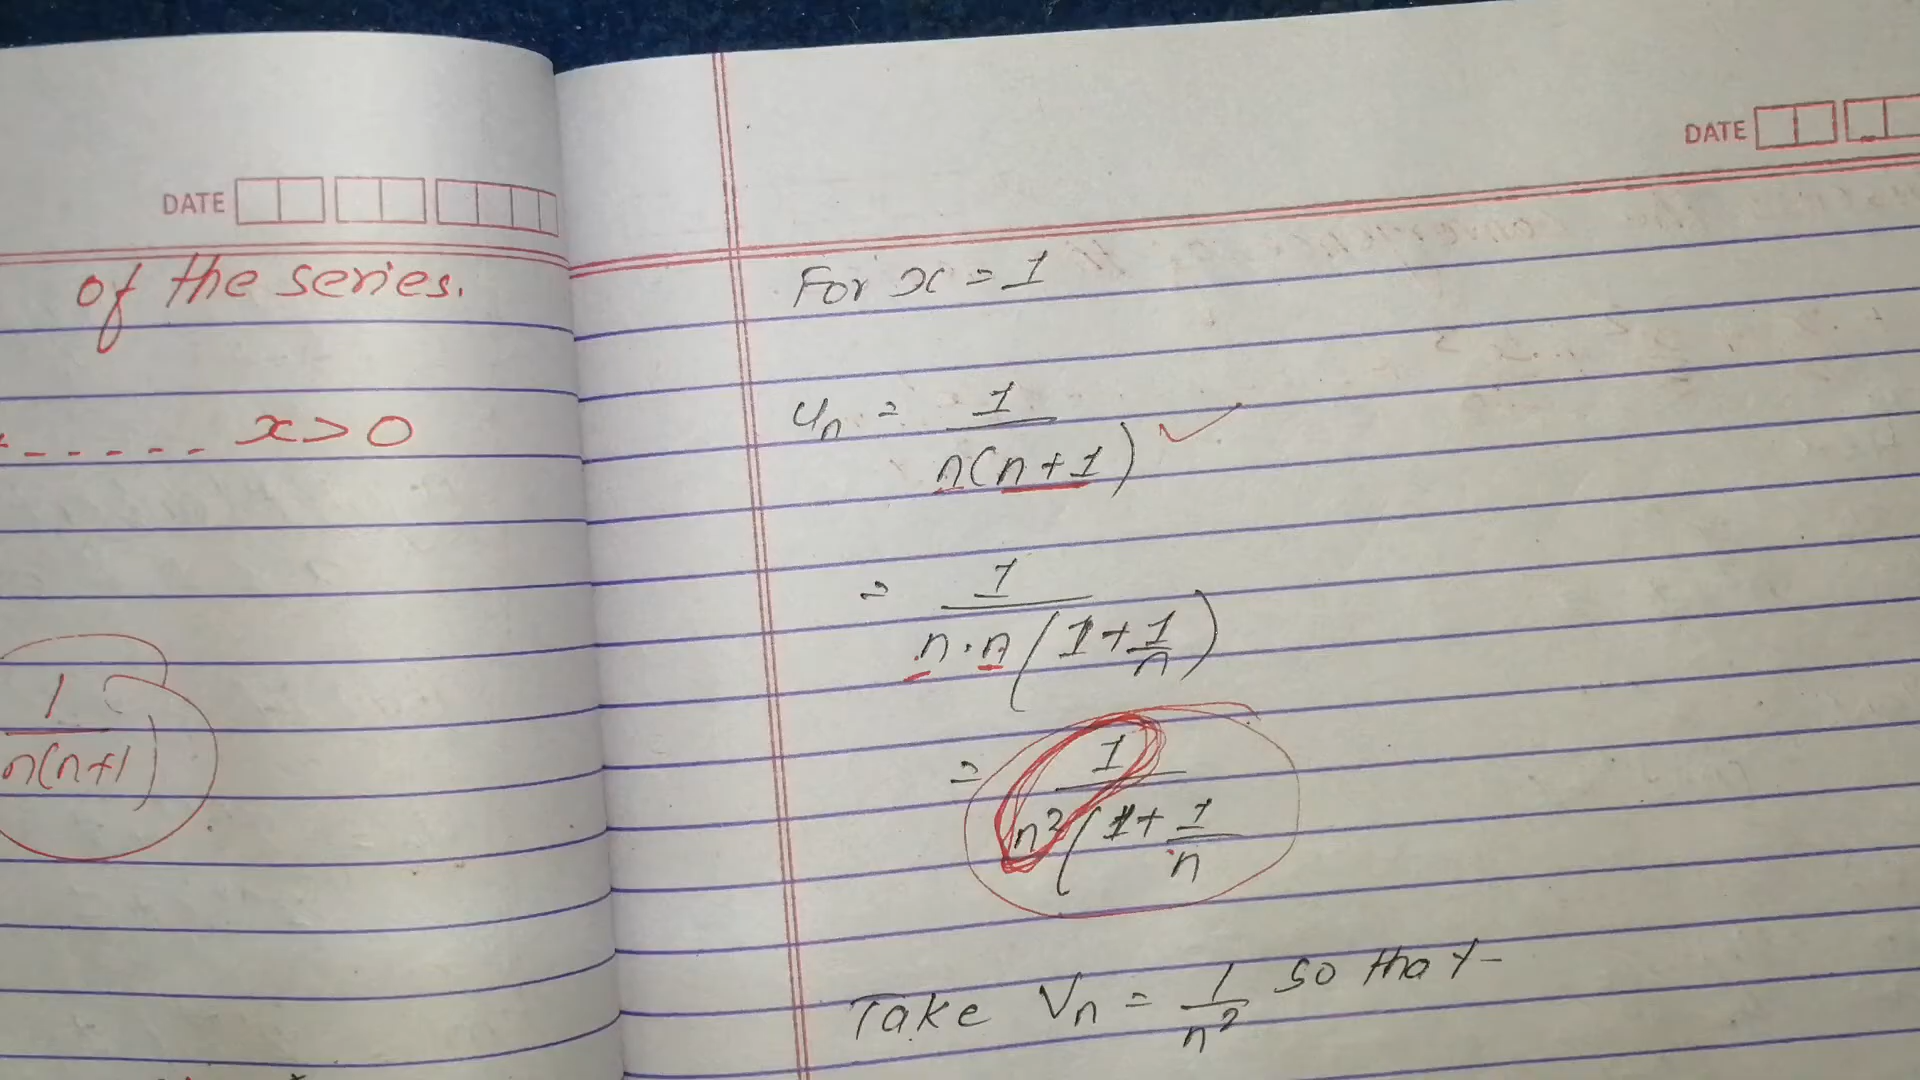 DATE
of the series.
----- x>0
1
n(n+1)
DATE
For x = 1
un = 1
n(n+1)
= 1
n.n(1+1/n)
= 1
n²(1+1/n
Take Vn = 1/n² so that